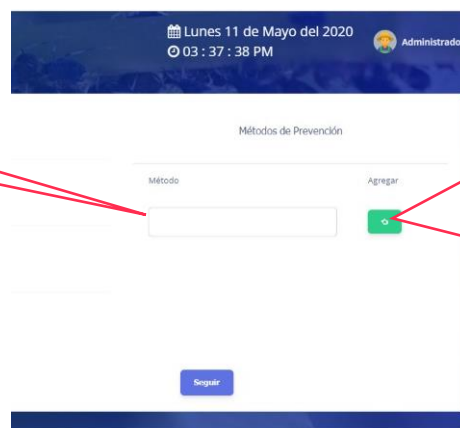 Lunes 11 de Mayo del 2020
03 : 37 : 38 PM
Administrado
Métodos de Prevención
Método
Agregar
Seguir